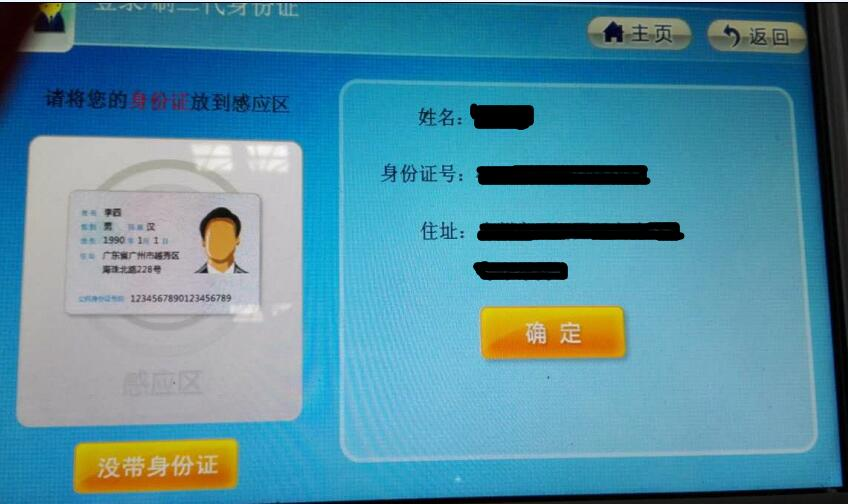 登录/刷二代身份证
主页
返回
请将您的身份证放到感应区
姓名 李四
性别 男 民族 汉
出生 1990 年 1 月 1 日
住址 广东省广州市越秀区
海珠北路228号
公民身份证号码 1234567890123456789
感应区
没带身份证
姓名：
身份证号：
住址：
确定